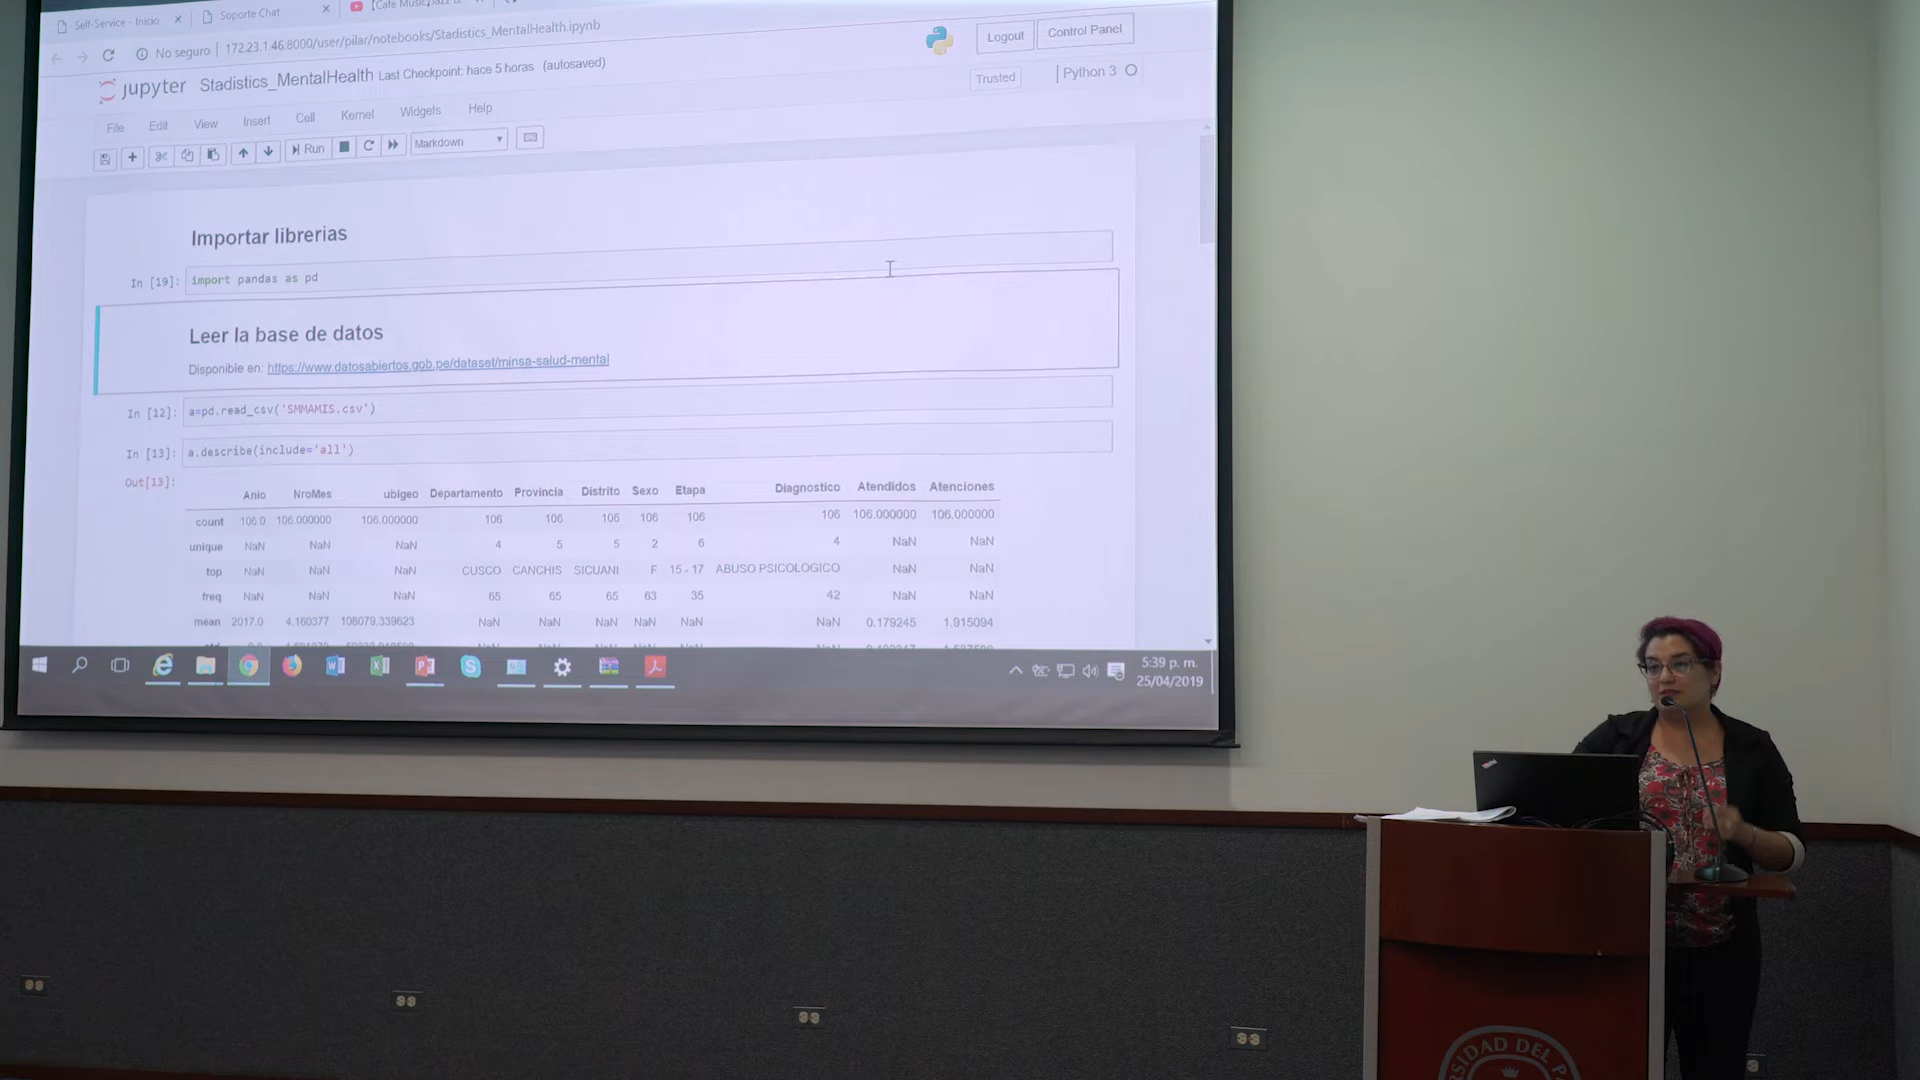 Self-Service - Inicio
Soporte Chat
No seguro | 172.23.1.46:8000/user/pilar/notebooks/Stadistics_MentalHealth.ipynb
jupyter Stadistics_MentalHealth Last Checkpoint: hace 5 horas (autosaved)
Logout Control Panel
File Edit View Insert Cell Kernel Widgets Help
Trusted | Python 3
Run Markdown
Importar librerias
In [19]: import pandas as pd
Leer la base de datos
Disponible en: https://www.datosabiertos.gob.pe/dataset/minsa-salud-mental
In [12]: a=pd.read_csv('SMMAMIS.csv')
In [13]: a.describe(include='all')
Out[13]:
Anio NroMes ubigeo Departamento Provincia Distrito Sexo Etapa Diagnostico Atendidos Atenciones
count 106.0 106.000000 106.000000 106 106 106 106 106 106 106.000000 106.000000
unique NaN NaN NaN 4 5 5 2 6 4 NaN NaN
top NaN NaN NaN CUSCO CANCHIS SICUANI F 15 - 17 ABUSO PSICOLOGICO NaN NaN
freq NaN NaN NaN 65 65 65 63 35 42 NaN NaN
mean 2017.0 4.160377 108079.339623 NaN NaN NaN NaN NaN NaN 0.179245 1.915094
5:39 p. m.
25/04/2019